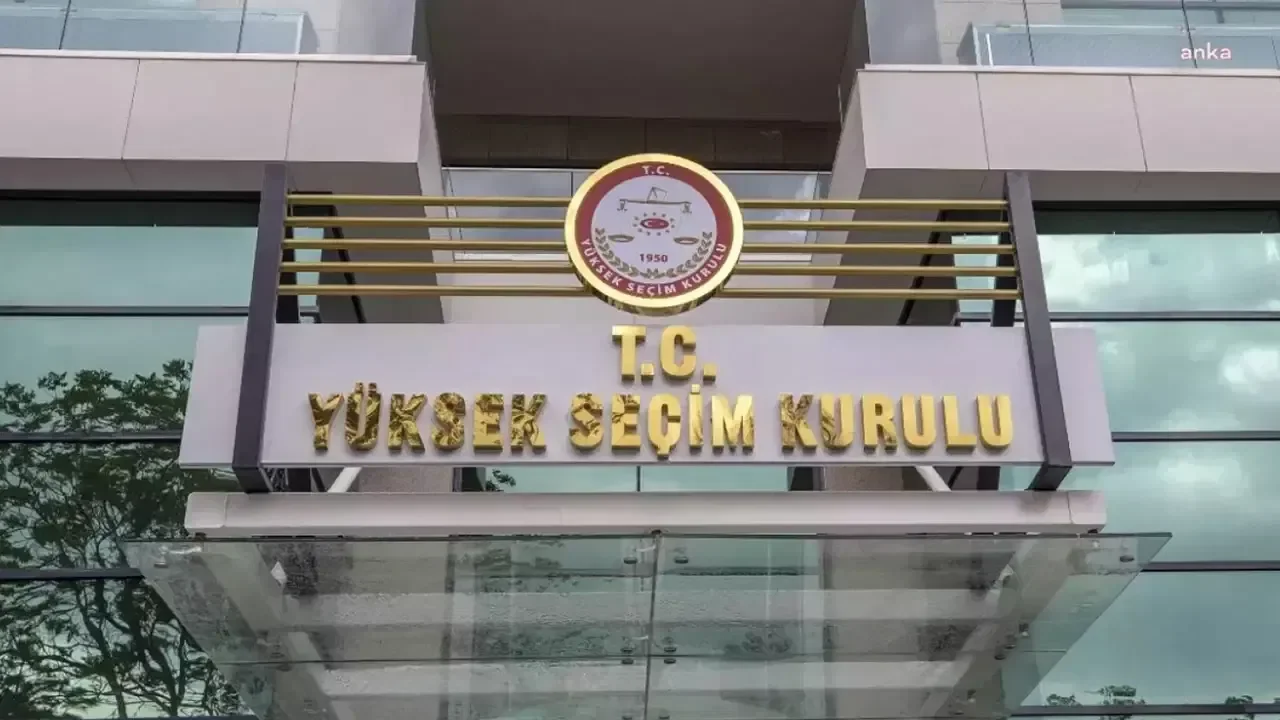 anka
T.C.
1950
YÜKSEK SEÇİM KURULU
T.C.
YÜKSEK SEÇİM KURULU